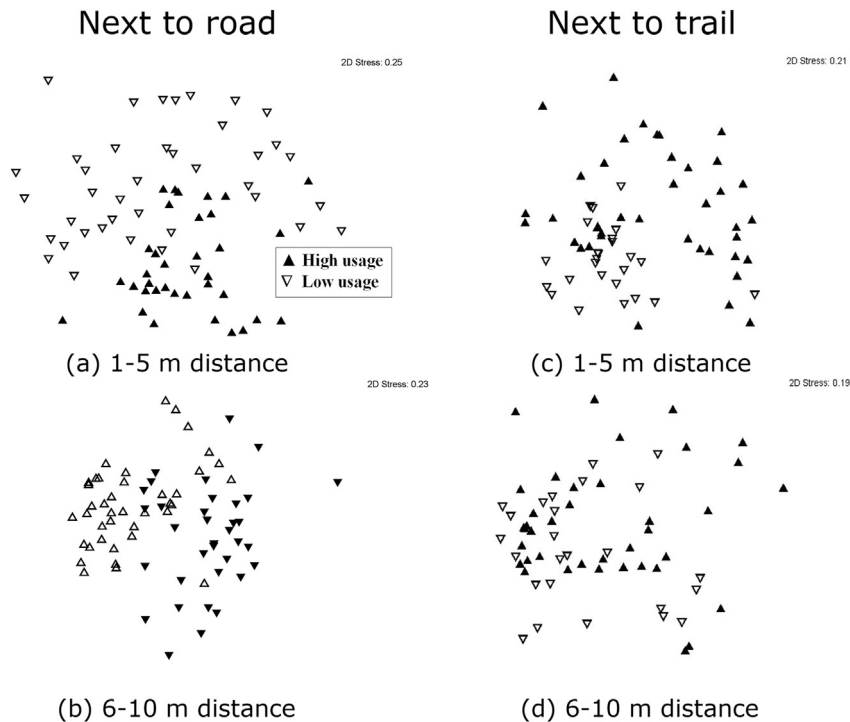 Next to road
Next to trail
2D Stress: 0.25
2D Stress: 0.21
High usage
Low usage
(a) 1-5 m distance
(c) 1-5 m distance
2D Stress: 0.23
2D Stress: 0.19
(b) 6-10 m distance
(d) 6-10 m distance